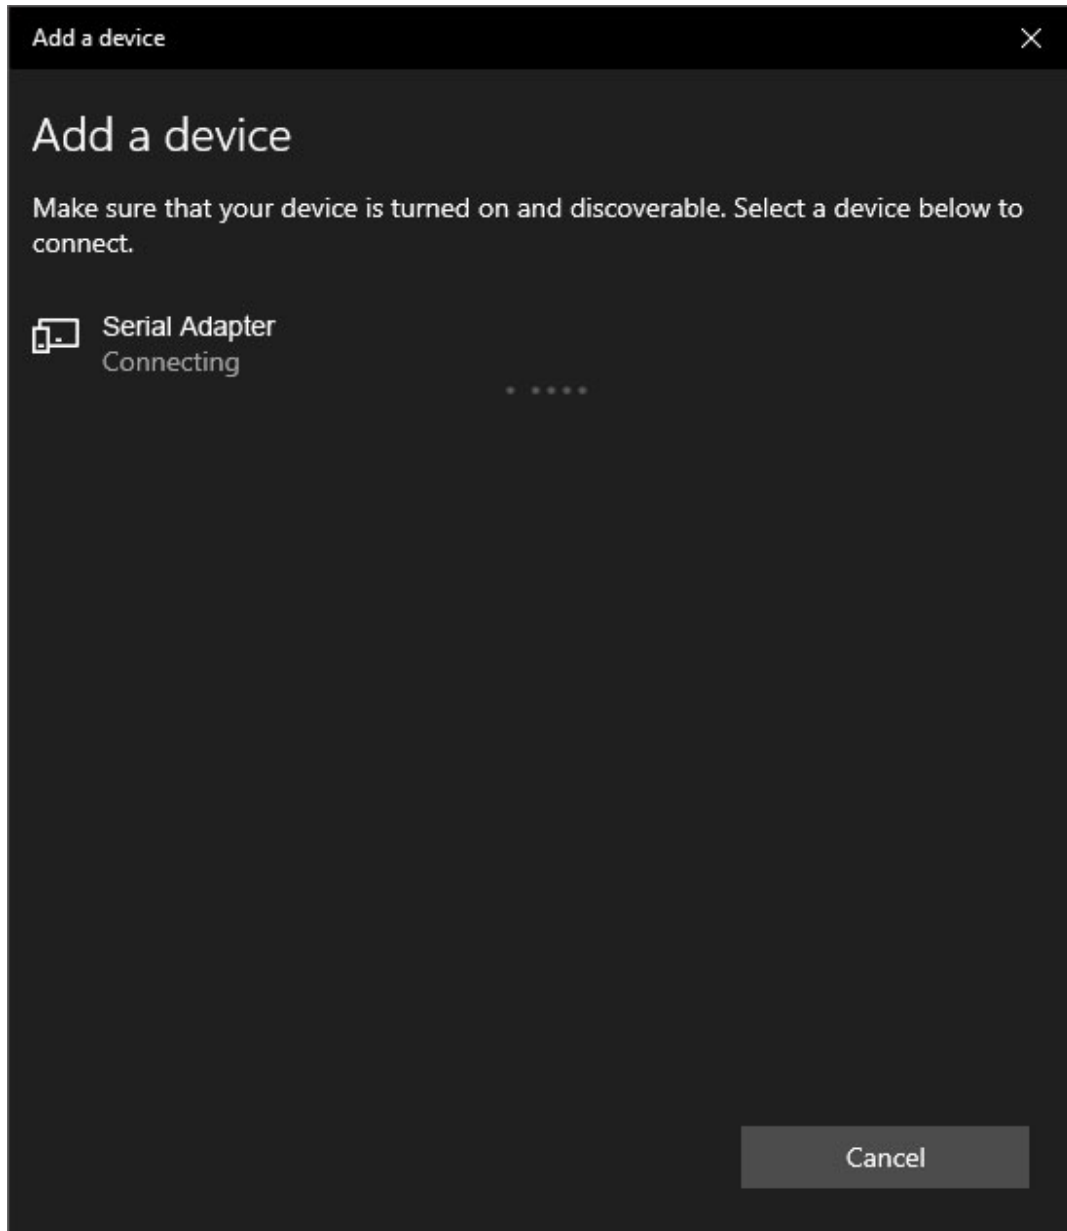 Add a device
Add a device
Make sure that your device is turned on and discoverable. Select a device below to
connect.
Serial Adapter
Connecting
Cancel